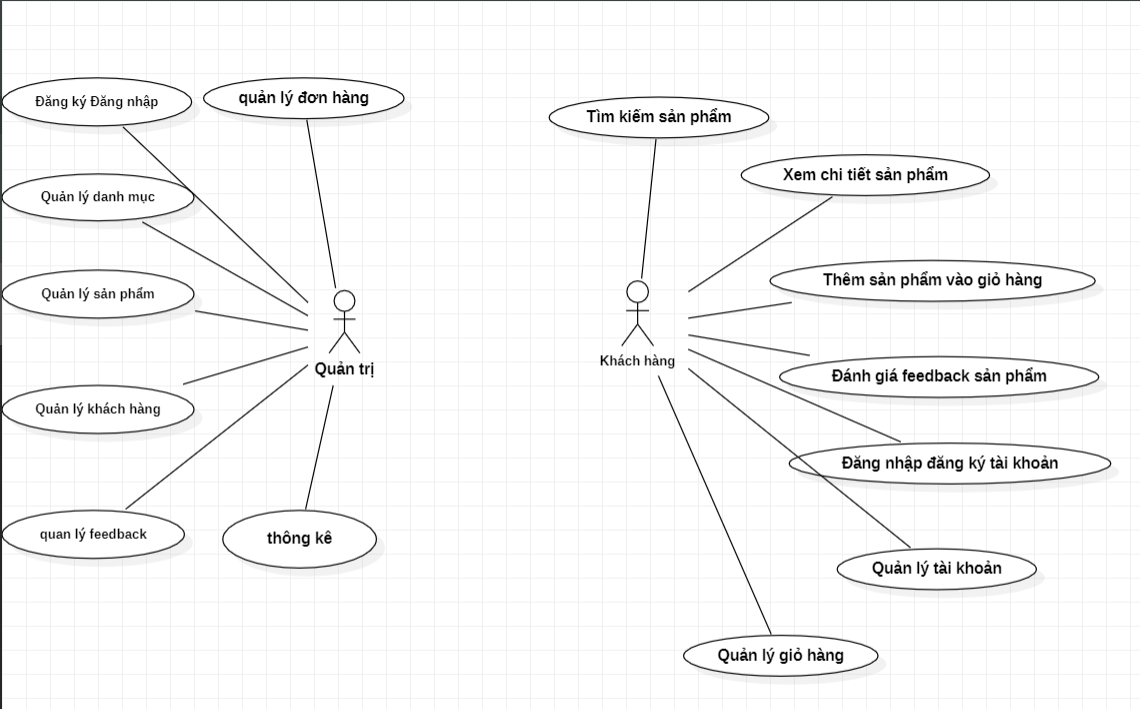 Đăng ký Đăng nhập
quản lý đơn hàng
Quản lý danh mục
Quản lý sản phẩm
Quản trị
Quản lý khách hàng
quan lý feedback
thông kê
Tìm kiếm sản phẩm
Xem chi tiết sản phẩm
Thêm sản phẩm vào giỏ hàng
Khách hàng
Đánh giá feedback sản phẩm
Đăng nhập đăng ký tài khoản
Quản lý tài khoản
Quản lý giỏ hàng